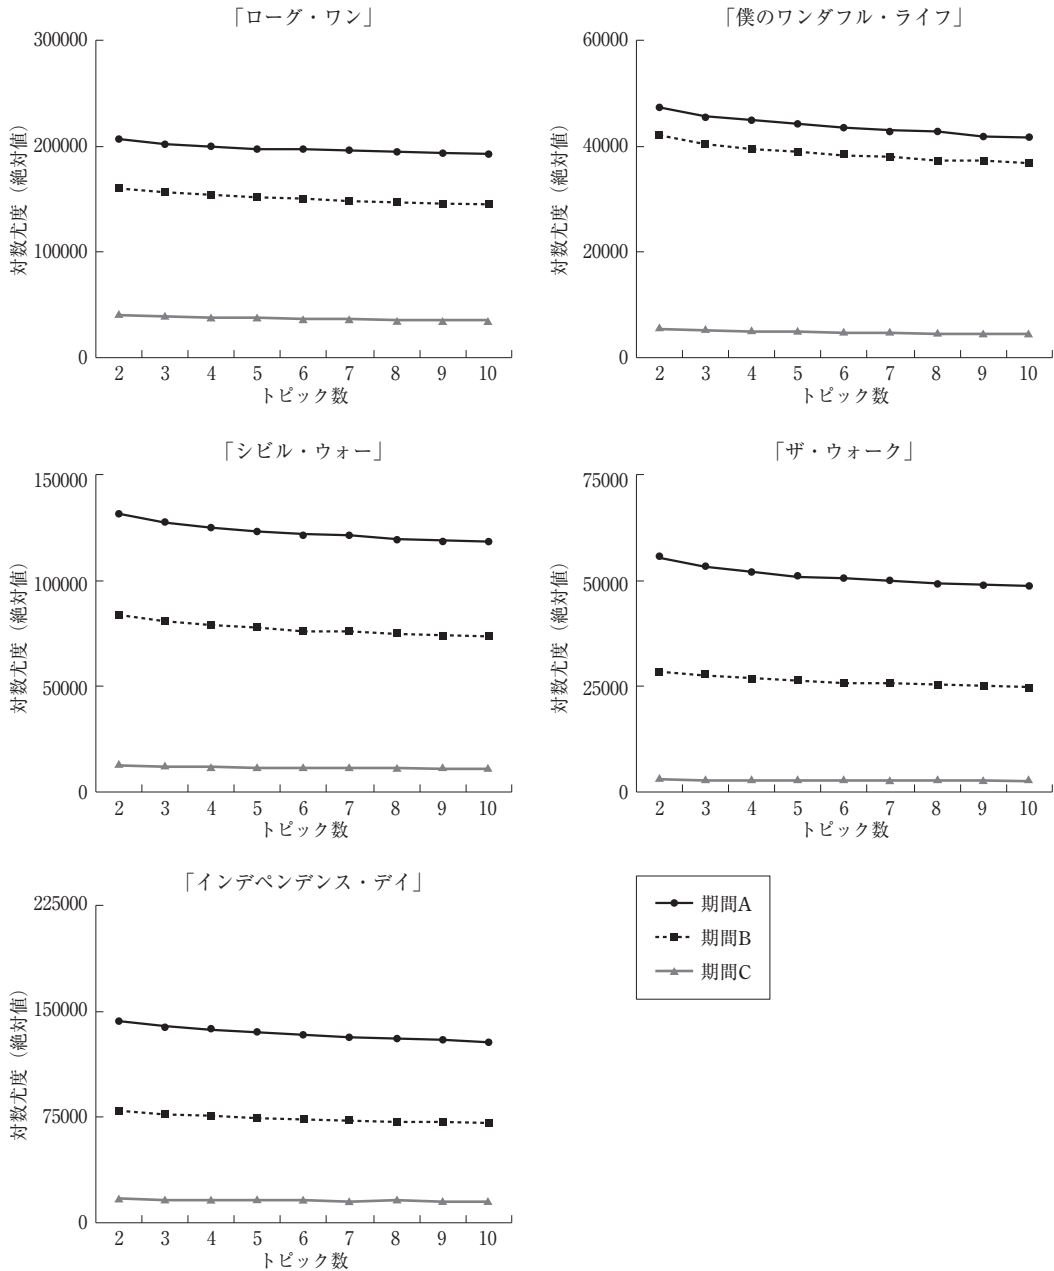 「ローグ・ワン」
300000
200000
100000
0
対数尤度（絶対値）
2 3 4 5 6 7 8 9 10
トピック数
「僕のワンダフル・ライフ」
60000
40000
20000
0
対数尤度（絶対値）
2 3 4 5 6 7 8 9 10
トピック数
「シビル・ウォー」
150000
100000
50000
0
対数尤度（絶対値）
2 3 4 5 6 7 8 9 10
トピック数
「ザ・ウォーク」
75000
50000
25000
0
対数尤度（絶対値）
2 3 4 5 6 7 8 9 10
トピック数
「インデペンデンス・デイ」
225000
150000
75000
0
対数尤度（絶対値）
2 3 4 5 6 7 8 9 10
トピック数
期間A
期間B
期間C